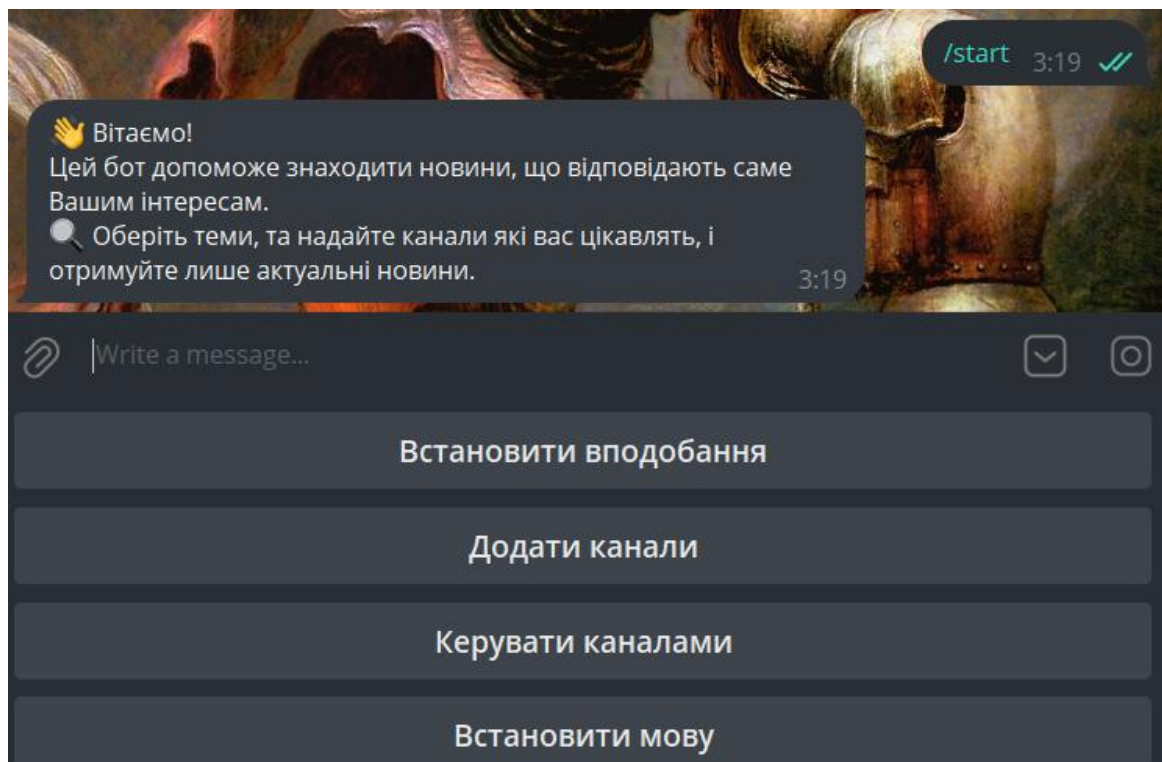 /start 3:19
👋 Вітаємо!
Цей бот допоможе знаходити новини, що відповідають саме
Вашим інтересам.
🔍 Оберіть теми, та надайте канали які вас цікавлять, і
отримуйте лише актуальні новини.
3:19
Write a message...
Встановити вподобання
Додати канали
Керувати каналами
Встановити мову